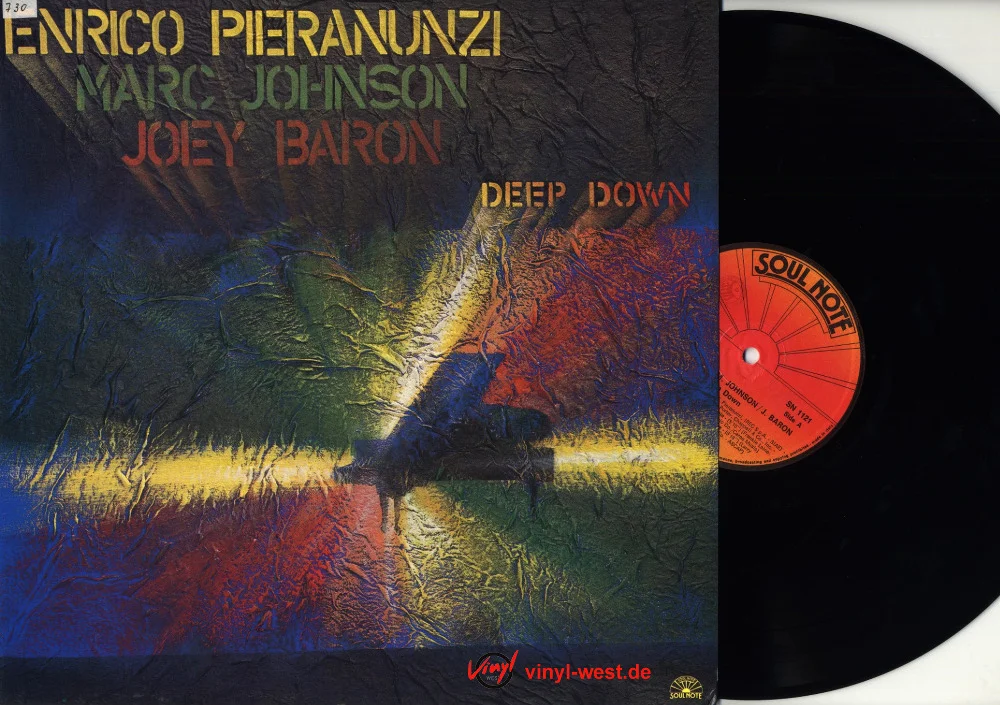 730
ENRICO PIERANUNZI
MARC JOHNSON
JOEY BARON
DEEP DOWN
SOUL NOTE
JOHNSON / J. BARON
Down
SN 1121
Side A
Vinyl
WEST
vinyl-west.de
SOUL NOTE